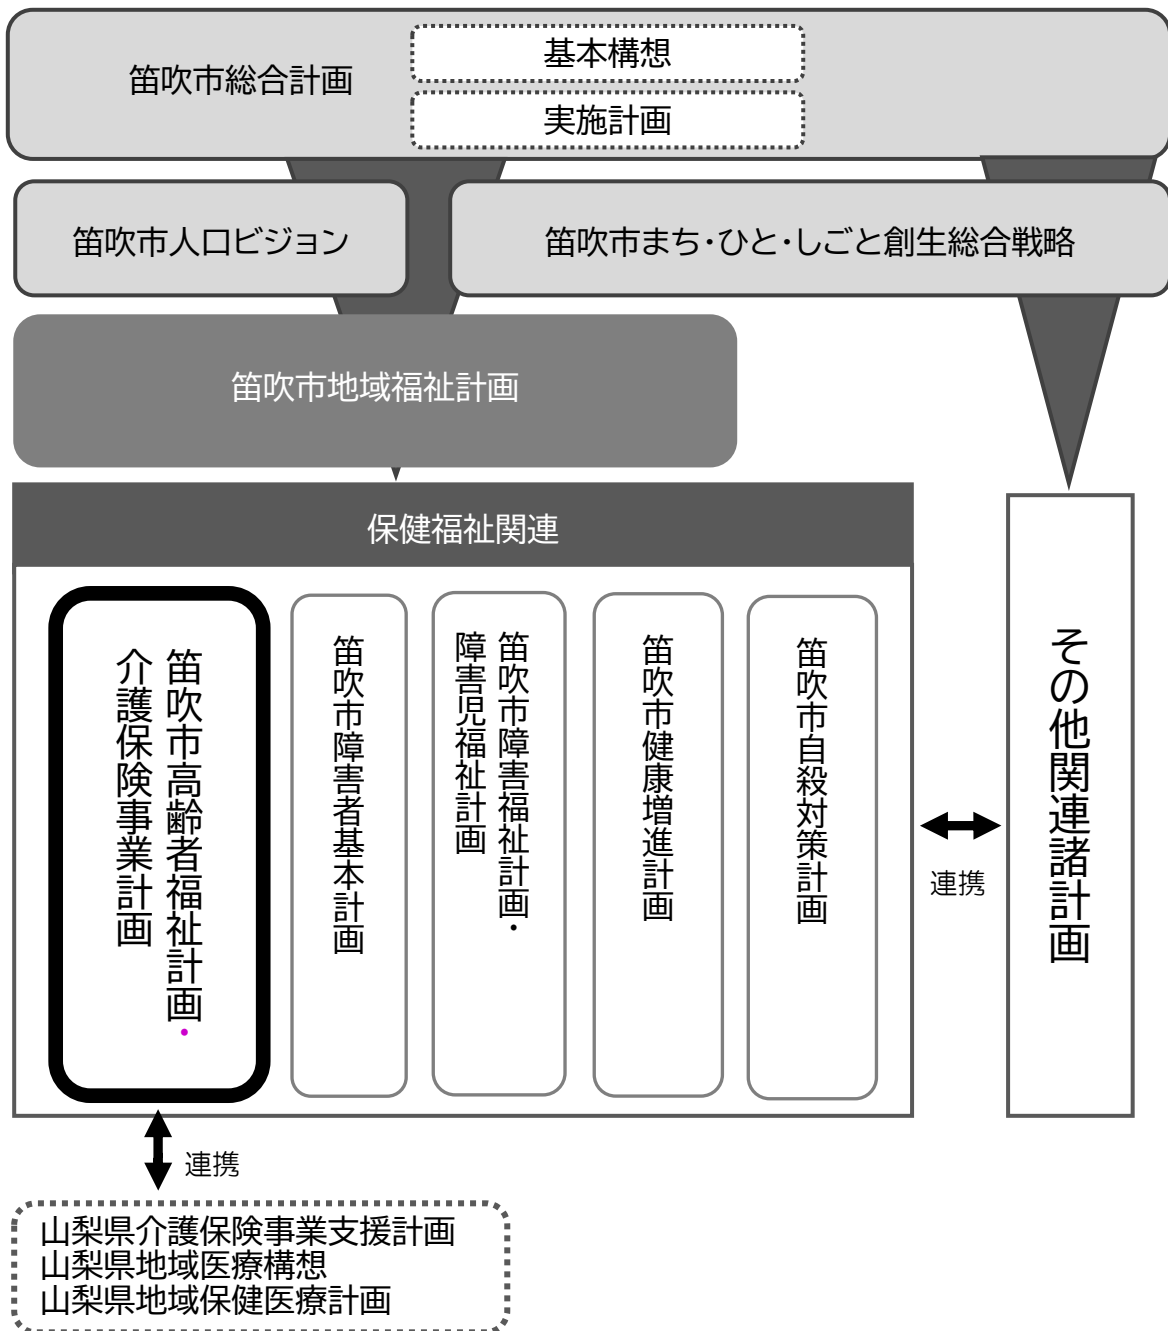 笛吹市総合計画
基本構想
実施計画
笛吹市人口ビジョン
笛吹市まち・ひと・しごと創生総合戦略
笛吹市地域福祉計画
保健福祉関連
笛吹市高齢者福祉計画・
介護保険事業計画
笛吹市障害者基本計画
笛吹市障害福祉計画・
障害児福祉計画
笛吹市健康増進計画
笛吹市自殺対策計画
連携
その他関連諸計画
連携
山梨県介護保険事業支援計画
山梨県地域医療構想
山梨県地域保健医療計画